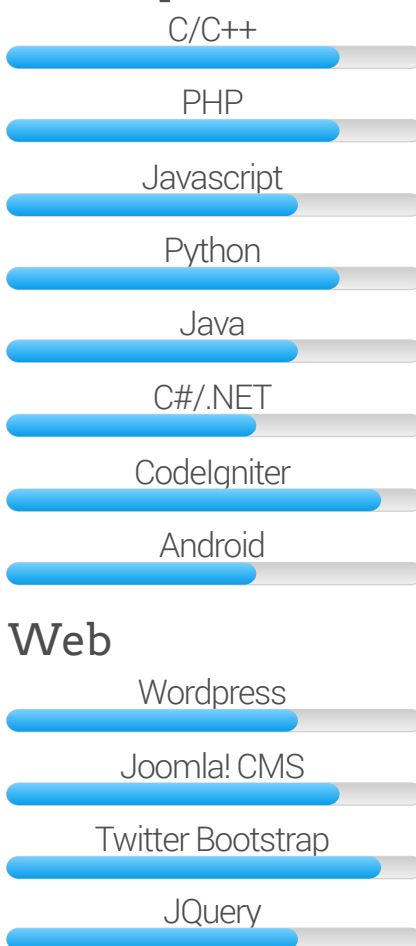 C/C++
PHP
Javascript
Python
Java
C#/.NET
CodeIgniter
Android
Web
Wordpress
Joomla! CMS
Twitter Bootstrap
JQuery